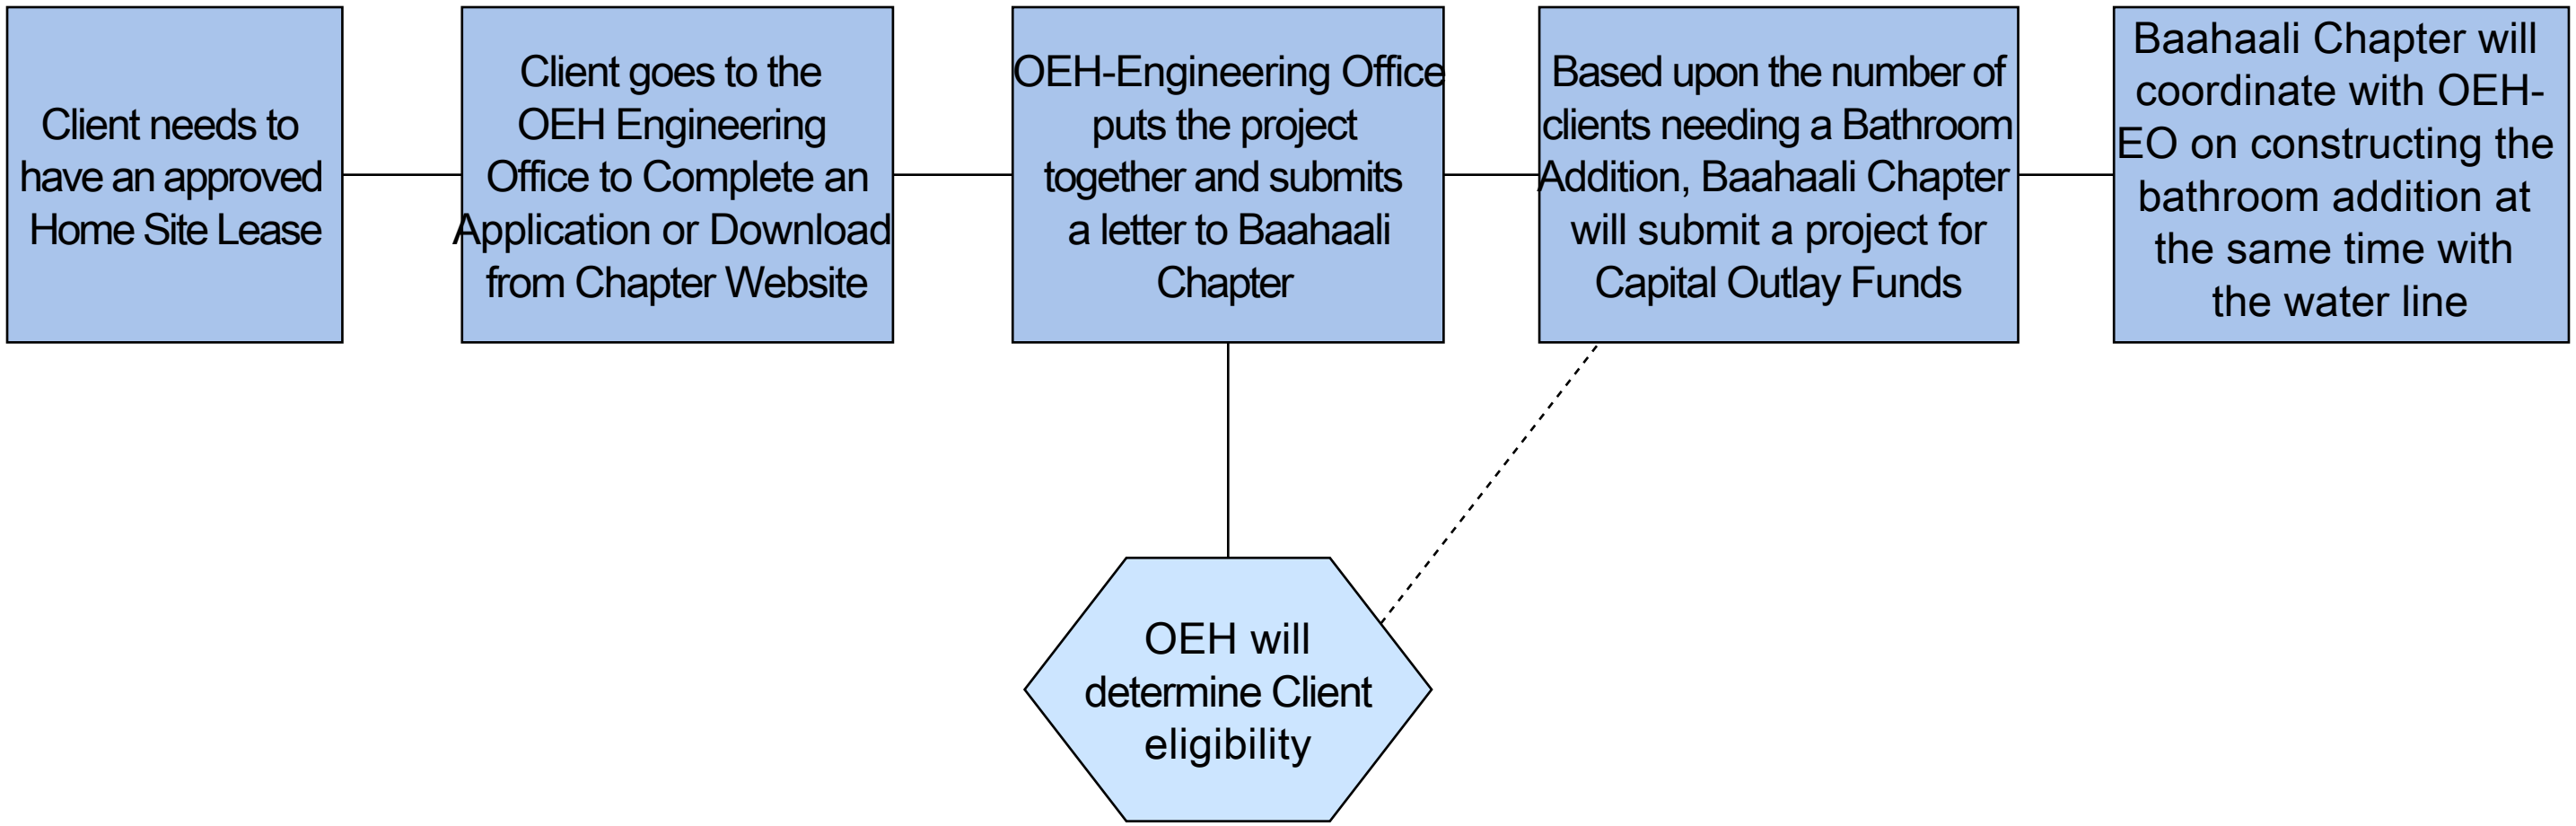 Client needs to
have an approved
Home Site Lease
Client goes to the
OEH Engineering
Office to Complete an
Application or Download
from Chapter Website
OEH-Engineering Office
puts the project
together and submits
a letter to Baahaali
Chapter
Based upon the number of
clients needing a Bathroom
Addition, Baahaali Chapter
will submit a project for
Capital Outlay Funds
Baahaali Chapter will
coordinate with OEH-
EO on constructing the
bathroom addition at
the same time with
the water line
OEH will
determine Client
eligibility